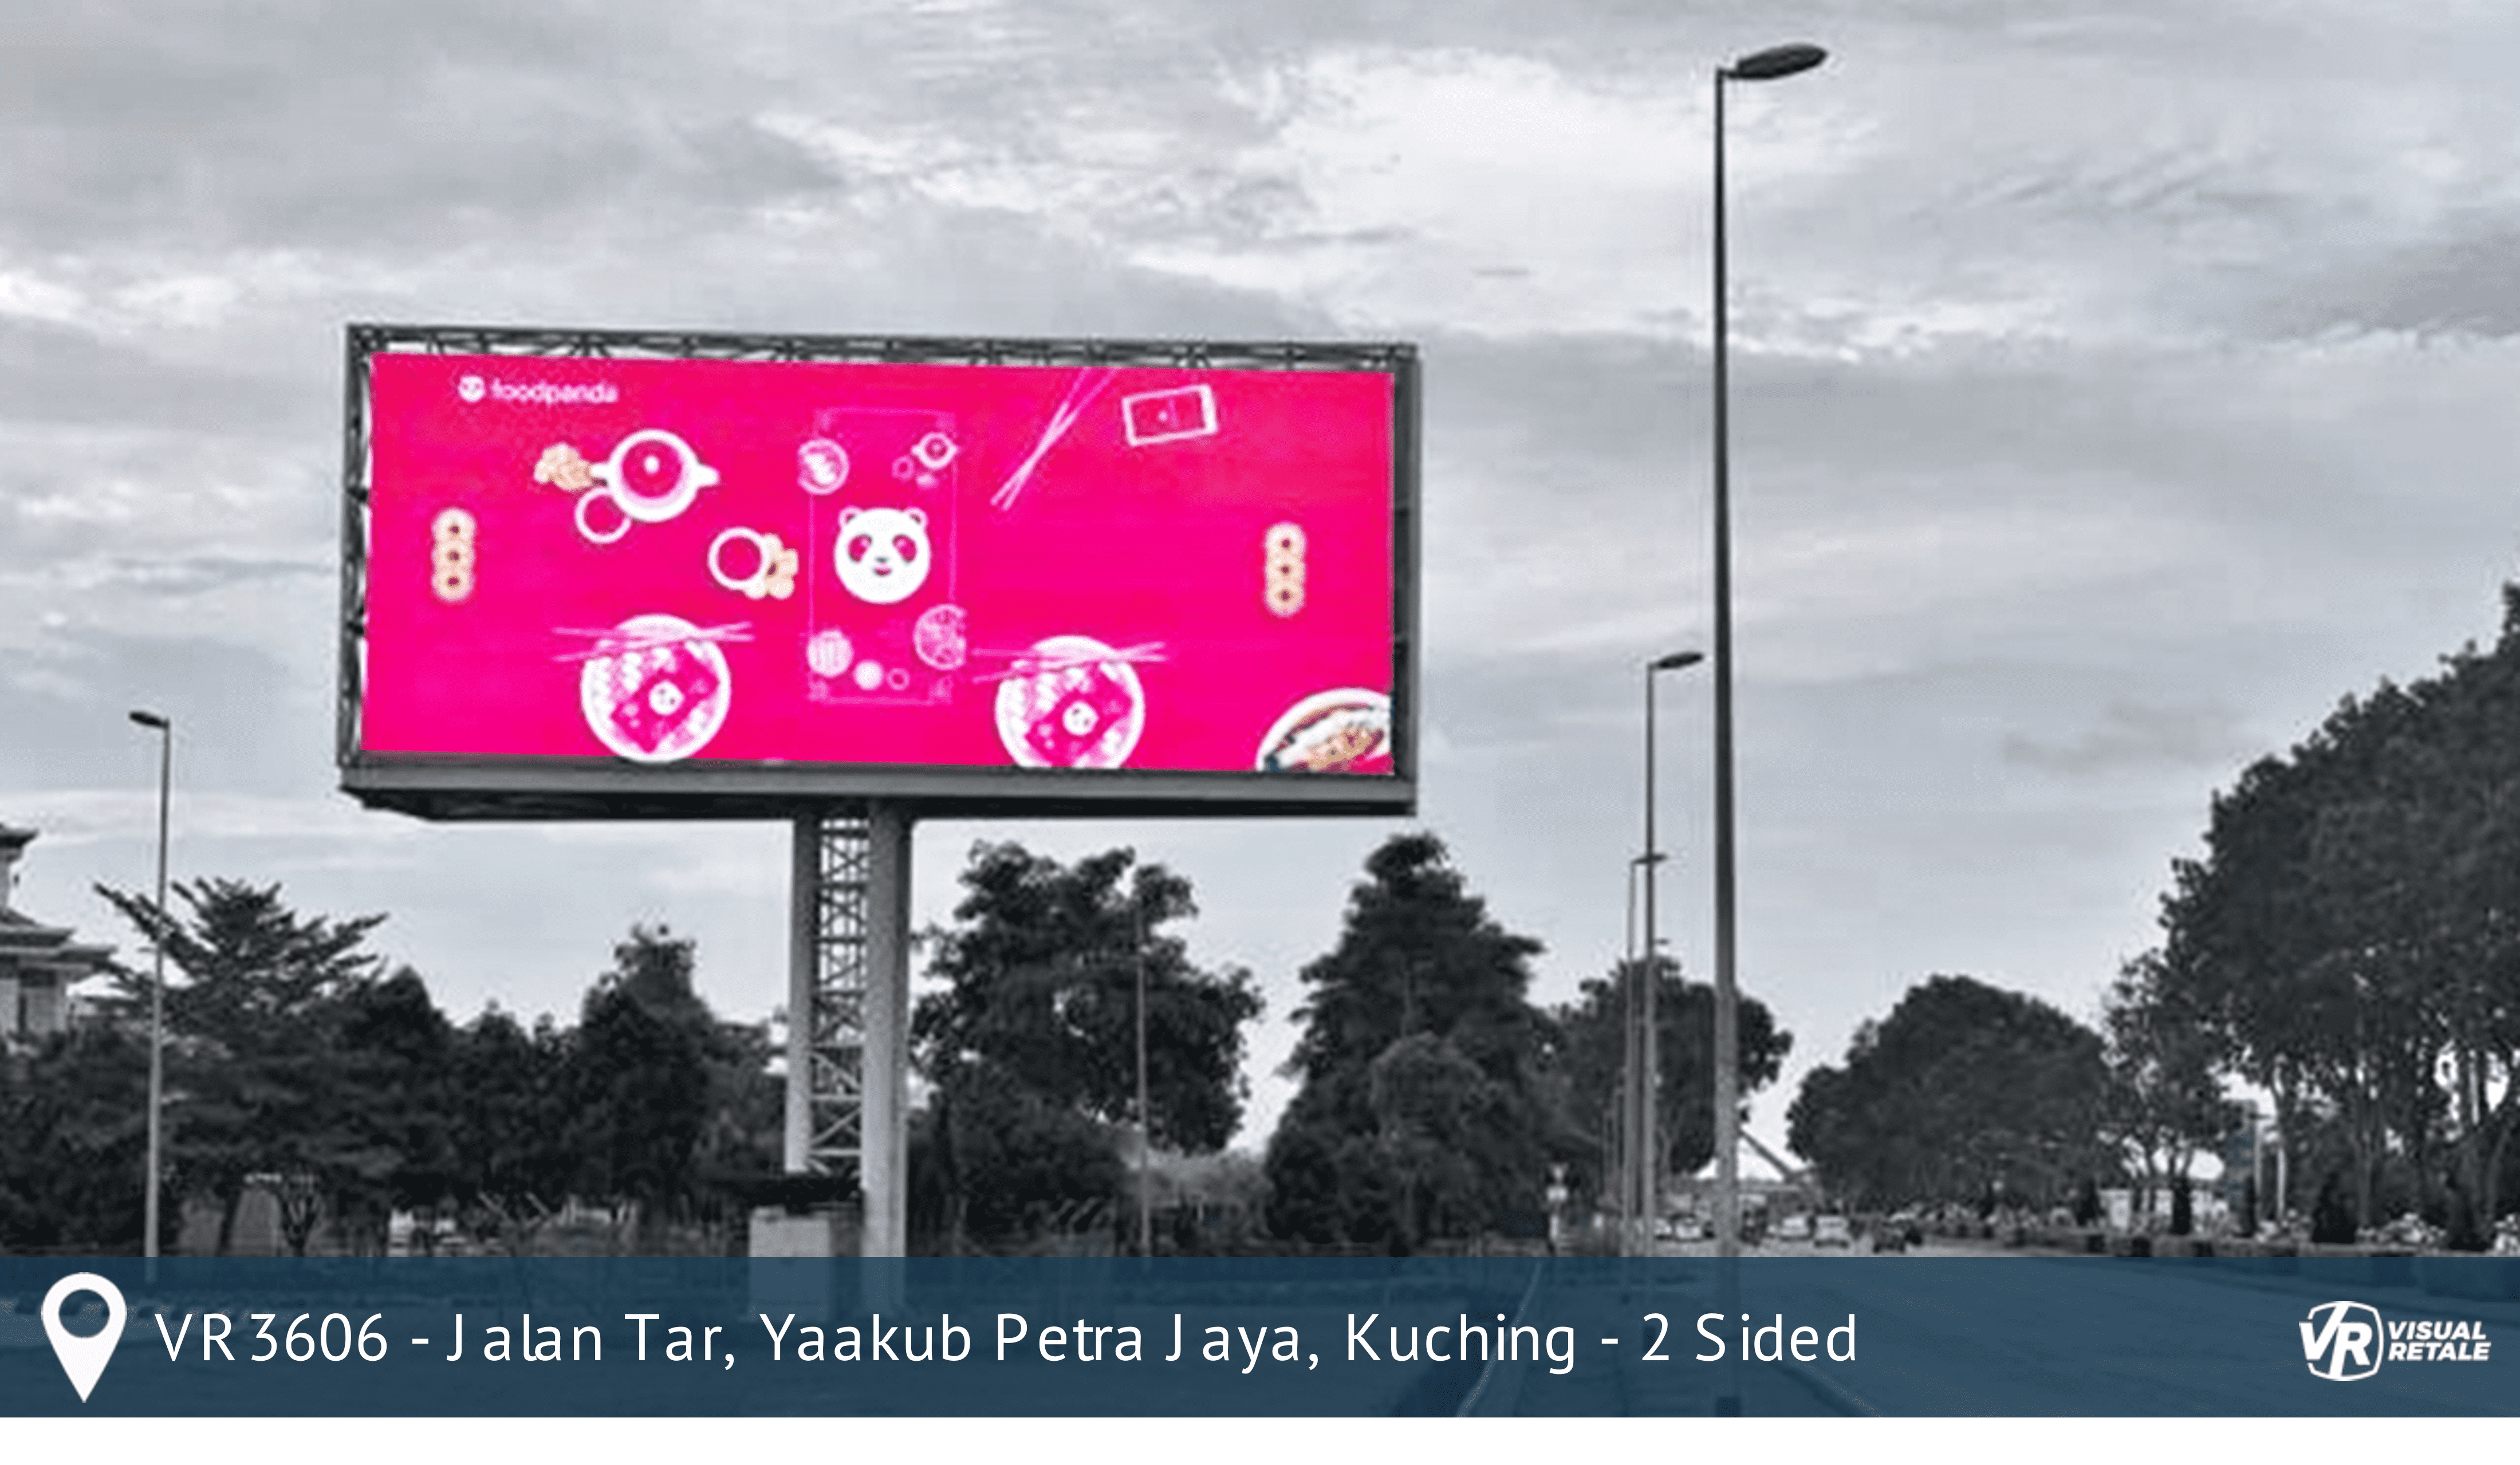 foodpanda
VR3606 - Jalan Tar, Yaakub Petra Jaya, Kuching - 2 Sided
VR VISUAL
RETALE